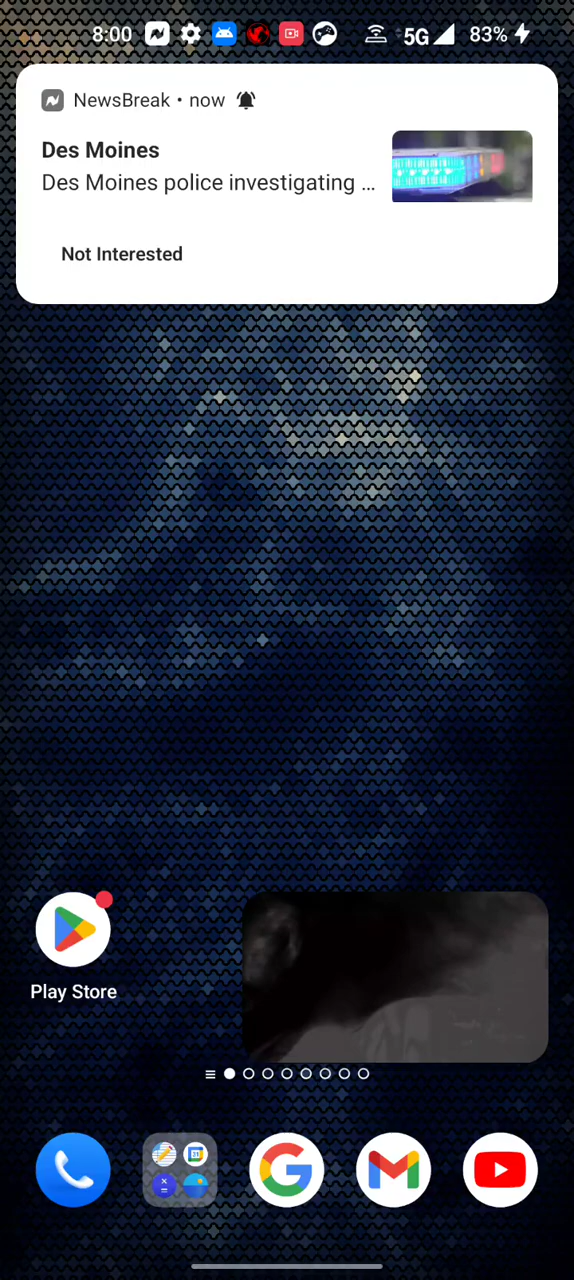 8:00 5G 83%
NewsBreak • now
Des Moines
Des Moines police investigating ...
Not Interested
Play Store